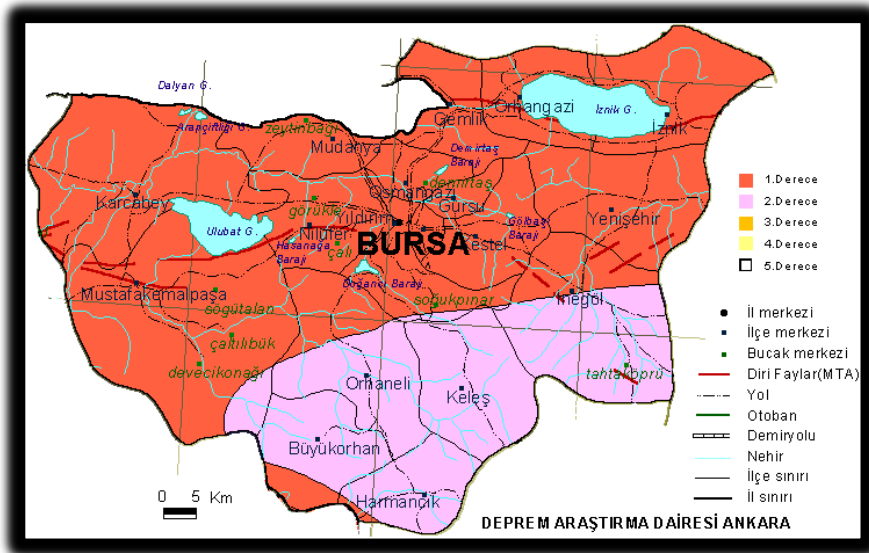 Dalyan G.
Arapçiftliği G.
zeytinbağı
Mudanya
Gemlik
Orhangazi
İznik G.
İznik
Demirtaş
Barajı
demirtaş
Osmangazi
Gürsu
Karcabey
Ulubat G.
görükle
Yıldırım
Nilüfer
BURSA
Kestel
Gölbaşı
Barajı
Yenişehir
Hasanağa
Barajı
çalı
Doğancı Barajı
Mustafakemalpaşa
söğütalan
soğukpınar
İnegöl
çaltılıbük
devecikonağı
Orhaneli
Keleş
tahtaköprü
Büyükorhan
Harmancık
1.Derece
2.Derece
3.Derece
4.Derece
5.Derece
İl merkezi
İlçe merkezi
Bucak merkezi
Diri Faylar(MTA)
Yol
Otoban
Demiryolu
Nehir
İlçe sınırı
İl sınırı
0 5 Km
DEPREM ARAŞTIRMA DAİRESİ ANKARA